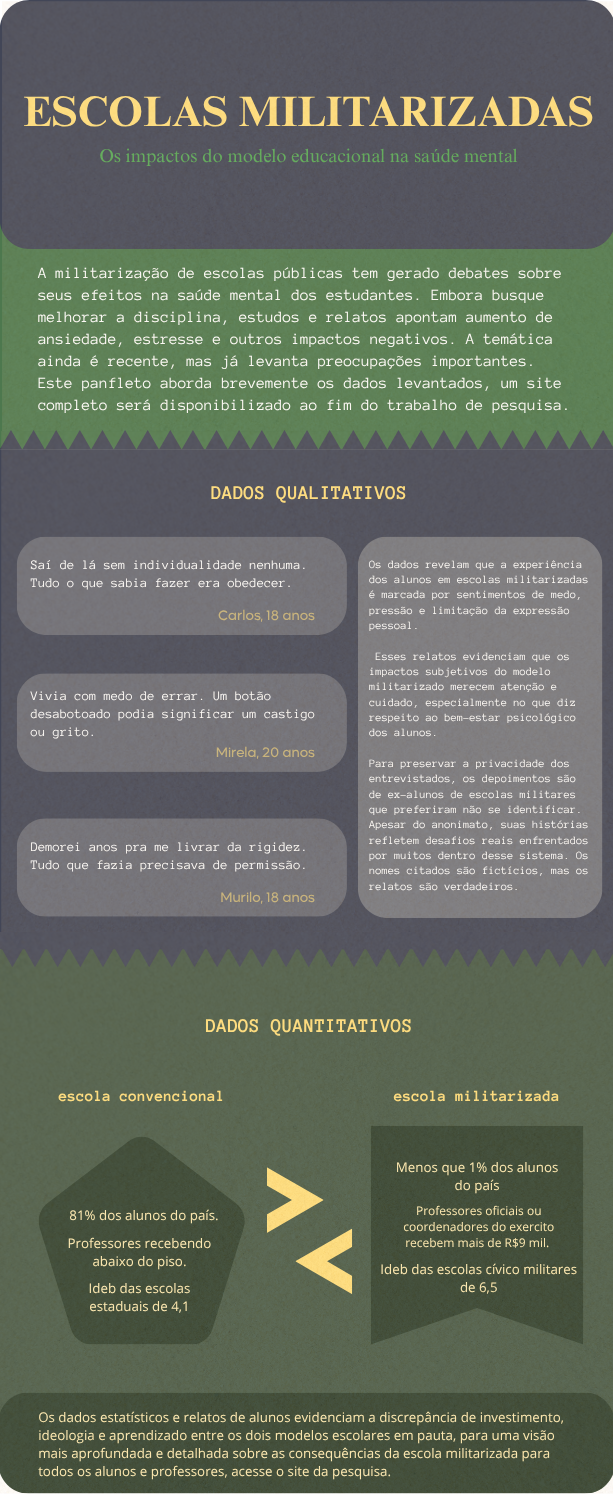 ESCOLAS MILITARIZADAS
Os impactos do modelo educacional na saúde mental
A militarização de escolas públicas tem gerado debates sobre
seus efeitos na saúde mental dos estudantes. Embora busque
melhorar a disciplina, estudos e relatos apontam aumento de
ansiedade, estresse e outros impactos negativos. A temática
ainda é recente, mas já levanta preocupações importantes.
Este panfleto aborda brevemente os dados levantados, um site
completo será disponibilizado ao fim do trabalho de pesquisa.
DADOS QUALITATIVOS
Saí de lá sem individualidade nenhuma.
Tudo o que sabia fazer era obedecer.
Carlos, 18 anos
Vivia com medo de errar. Um botão
desabotoado podia significar um castigo
ou grito.
Mirela, 20 anos
Demorei anos pra me livrar da rigidez.
Tudo que fazia precisava de permissão.
Murilo, 18 anos
Os dados revelam que a experiência
dos alunos em escolas militarizadas
é marcada por sentimentos de medo,
pressão e limitação da expressão
pessoal.
Esses relatos evidenciam que os
impactos subjetivos do modelo
militarizado merecem atenção e
cuidado, especialmente no que diz
respeito ao bem-estar psicológico
dos alunos.
Para preservar a privacidade dos
entrevistados, os depoimentos são
de ex-alunos de escolas militares
que preferiram não se identificar.
Apesar do anonimato, suas histórias
refletem desafios reais enfrentados
por muitos dentro desse sistema. Os
nomes citados são fictícios, mas os
relatos são verdadeiros.
DADOS QUANTITATIVOS
escola convencional
81% dos alunos do país.
Professores recebendo
abaixo do piso.
Ideb das escolas
estaduais de 4,1
escola militarizada
Menos que 1% dos alunos
do país
Professores oficiais ou
coordenadores do exercito
recebem mais de R$9 mil.
Ideb das escolas cívico militares
de 6,5
Os dados estatísticos e relatos de alunos evidenciam a discrepância de investimento,
ideologia e aprendizado entre os dois modelos escolares em pauta, para uma visão
mais aprofundada e detalhada sobre as consequências da escola militarizada para
todos os alunos e professores, acesse o site da pesquisa.